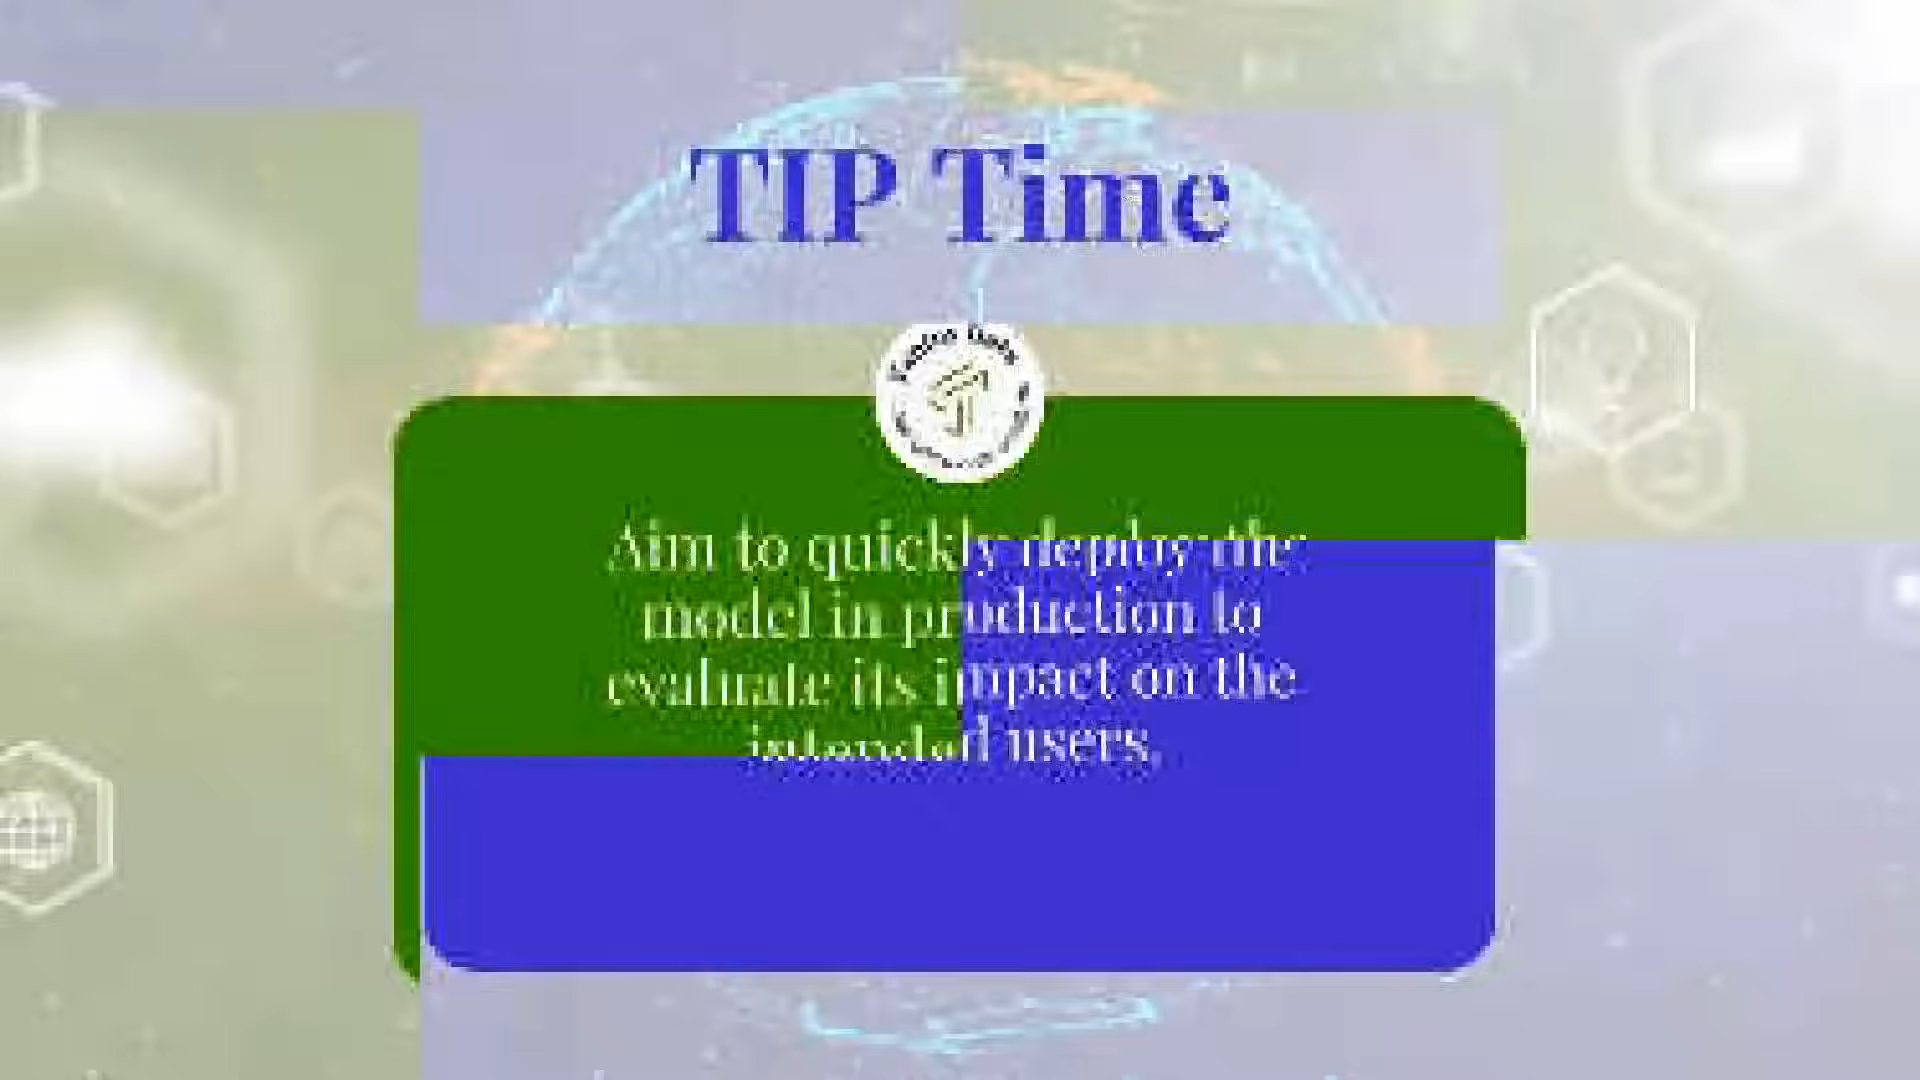 TIP Time
Aim to quickly deploy the
model in production to
evaluate its impact on the
intended users.